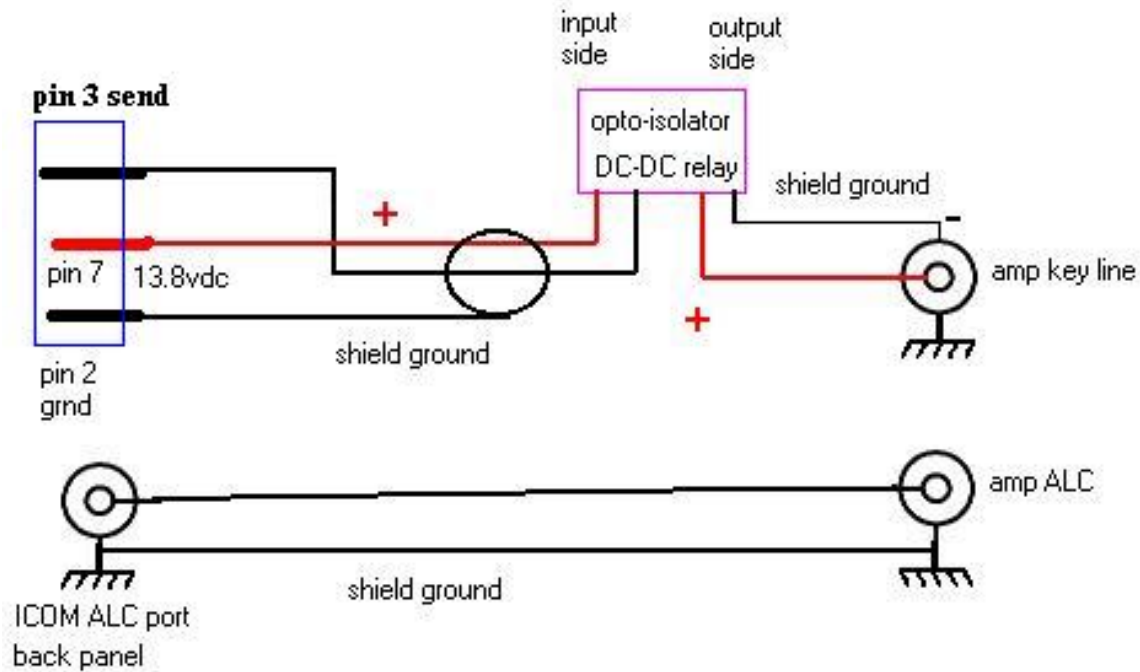 input
side
output
side
pin 3 send
opto-isolator
DC-DC relay
shield ground
-
+
pin 7
13.8vdc
amp key line
+
shield ground
pin 2
grnd
amp ALC
shield ground
ICOM ALC port
back panel